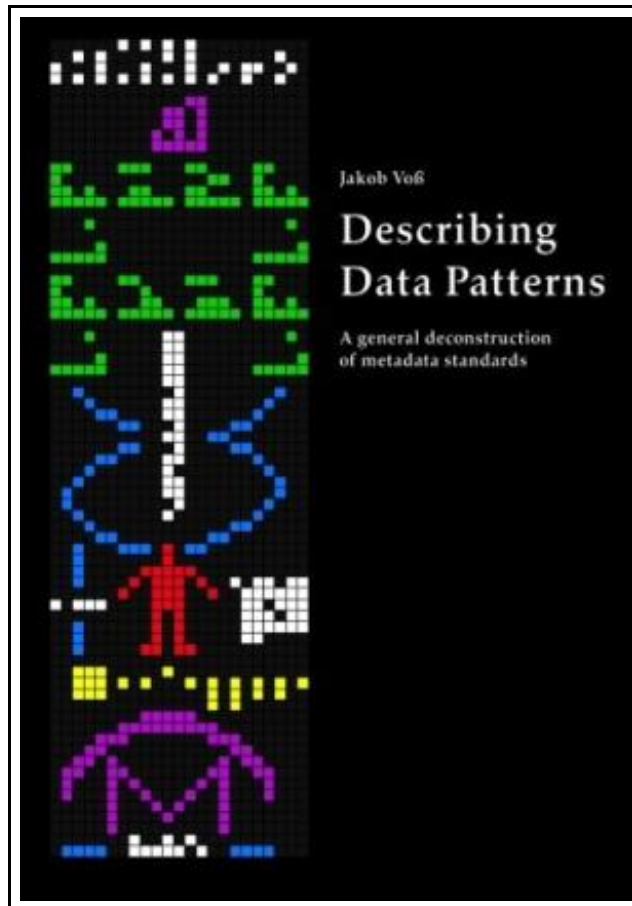 Jakob Voß
Describing
Data Patterns
A general deconstruction
of metadata standards